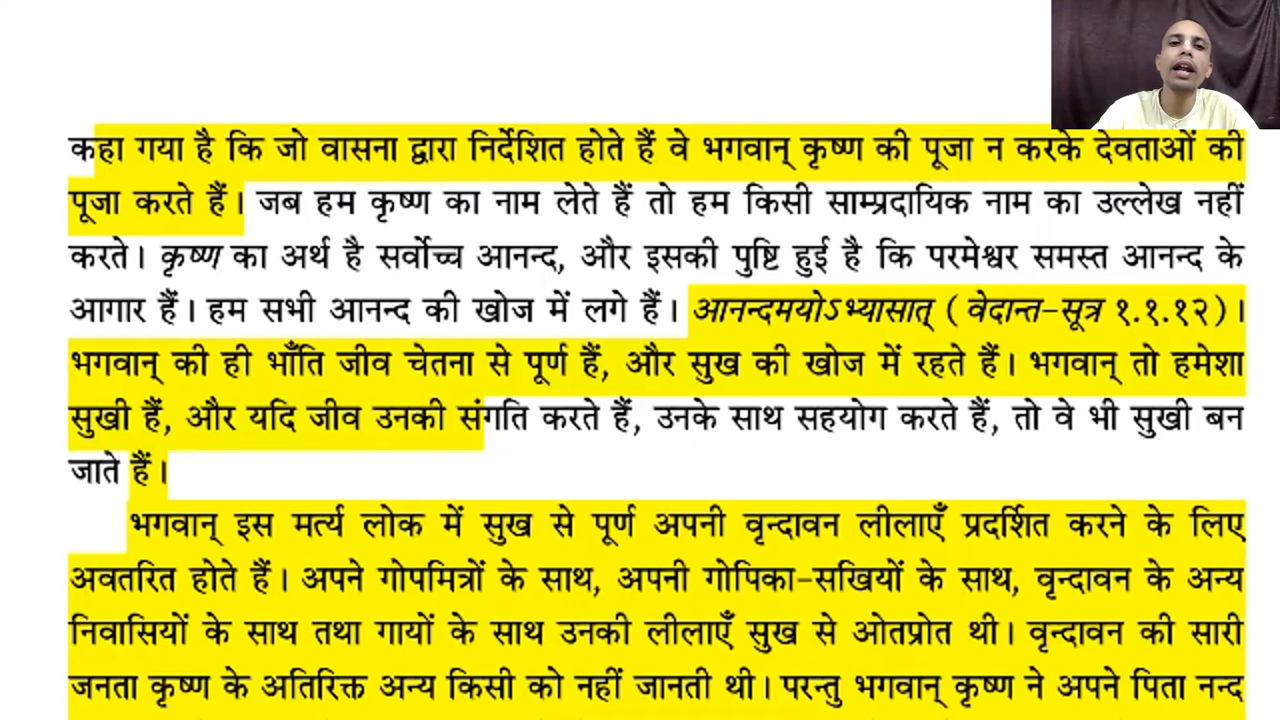 कहा गया है कि जो वासना द्वारा निर्देशित होते हैं वे भगवान् कृष्ण की पूजा न करके देवताओं की
पूजा करते हैं। जब हम कृष्ण का नाम लेते हैं तो हम किसी साम्प्रदायिक नाम का उल्लेख नहीं
करते। कृष्ण का अर्थ है सर्वोच्च आनन्द, और इसकी पुष्टि हुई है कि परमेश्वर समस्त आनन्द के
आगार हैं। हम सभी आनन्द की खोज में लगे हैं। आनन्दमयोऽभ्यासात् (वेदान्त-सूत्र १.१.१२)।
भगवान् की ही भाँति जीव चेतना से पूर्ण हैं, और सुख की खोज में रहते हैं। भगवान् तो हमेशा
सुखी हैं, और यदि जीव उनकी संगति करते हैं, उनके साथ सहयोग करते हैं, तो वे भी सुखी बन
जाते हैं।
भगवान् इस मर्त्य लोक में सुख से पूर्ण अपनी वृन्दावन लीलाएँ प्रदर्शित करने के लिए
अवतरित होते हैं। अपने गोपमित्रों के साथ, अपनी गोपिका-सखियों के साथ, वृन्दावन के अन्य
निवासियों के साथ तथा गायों के साथ उनकी लीलाएँ सुख से ओतप्रोत थी। वृन्दावन की सारी
जनता कृष्ण के अतिरिक्त अन्य किसी को नहीं जानती थी। परन्तु भगवान् कृष्ण ने अपने पिता नन्द